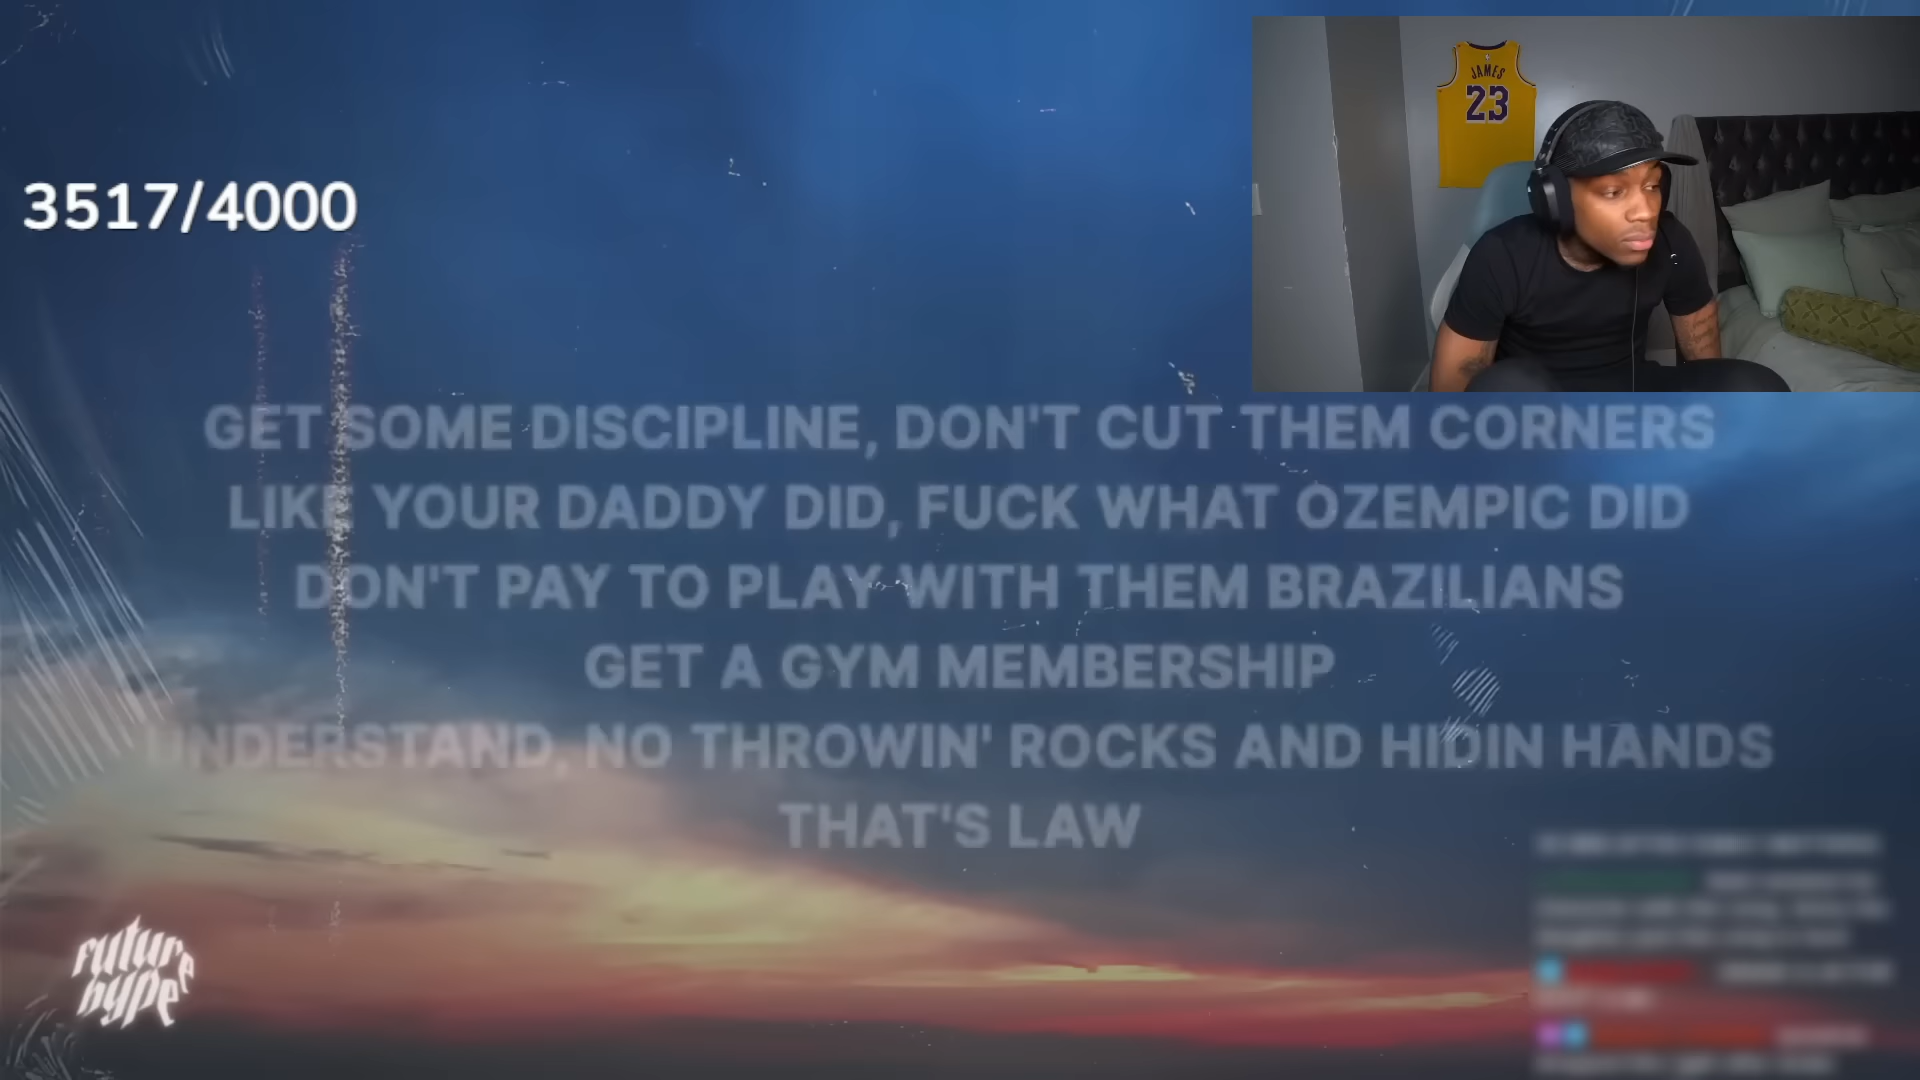 JAMES
23
3517/4000
GET SOME DISCIPLINE, DON'T CUT THEM CORNERS
LIKE YOUR DADDY DID, FUCK WHAT OZEMPIC DID
DON'T PAY TO PLAY WITH THEM BRAZILIANS
GET A GYM MEMBERSHIP
UNDERSTAND, NO THROWIN' ROCKS AND HIDIN HANDS
THAT'S LAW
future
hype